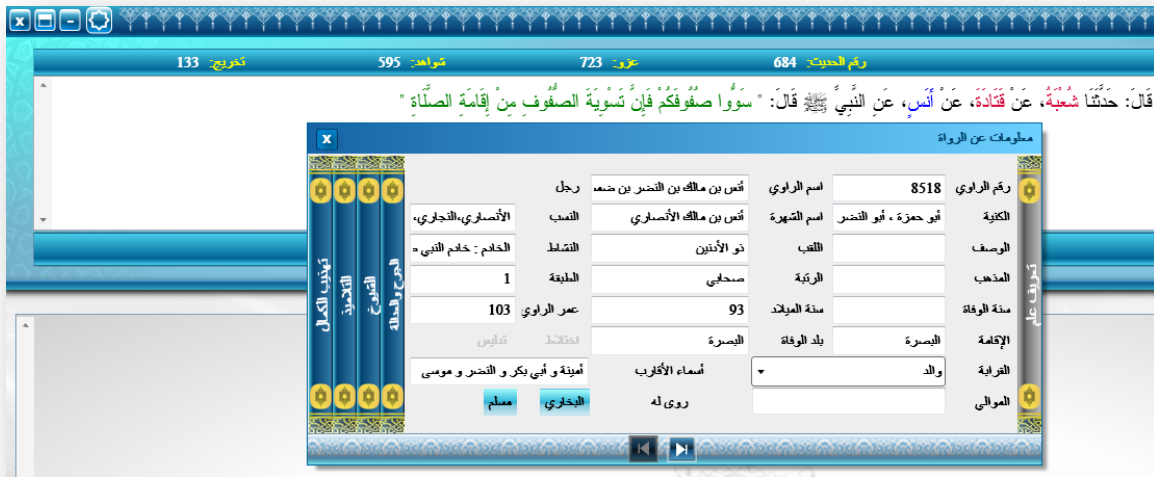 رقم الحديث: 684 عزو: 723 شواهد: 595 تخريج: 133
قَالَ: حَدَّثَنَا شُعْبَةُ، عَنْ قَتَادَةَ، عَنْ أَنَسٍ، عَنِ النَّبِيِّ ﷺ قَالَ: " سَوُّوا صُفُوفَكُمْ فَإِنَّ تَسْوِيَةَ الصُّفُوفِ مِنْ إِقَامَةِ الصَّلَاةِ "
معلومات عن الرواة
رقم الراوي 8518 اسم الراوي أنس بن مالك بن النضر بن ضمد رجل
الكنية أبو حمزة ، أبو النضر اسم الشهرة أنس بن مالك الأنصاري النسب الأنصاري،النجاري،
الوصف اللقب ذو الأذنين النشاط الخادم : خادم النبي
المذهب الرتبة صحابي الطبقة 1
سنة الوفاة سنة الميلاد 93 عمر الراوي 103
الإقامة البصرة بلد الوفاة البصرة اختلاط تدليس
القرابة والد أسماء الأقارب أمينة و أبي بكر و النضر و موسى
الموالي روى له البخاري مسلم
تعريف علم
الجرح والعدالة
الشيوخ
التلاميذ
تهذيب الكمال